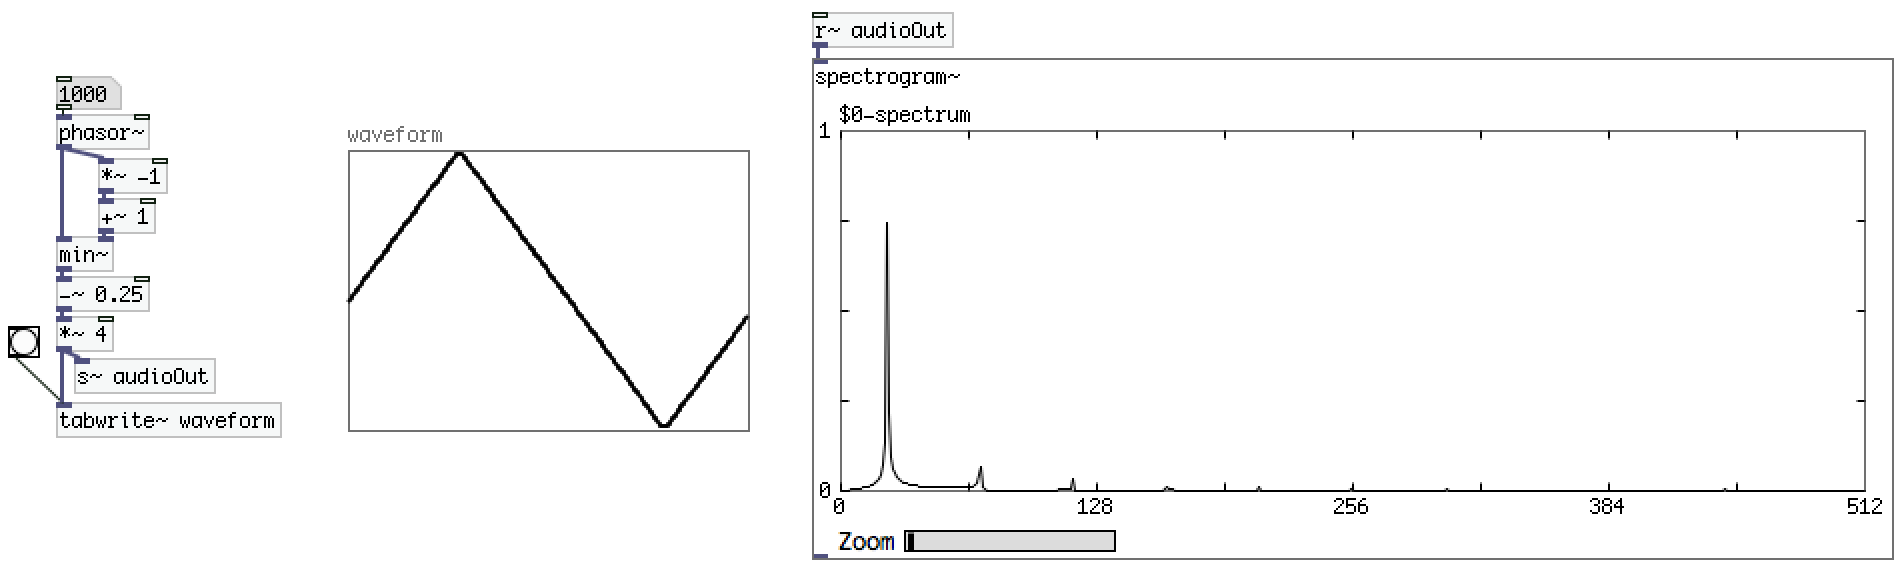 1000
phasor~
*~ -1
+~ 1
min~
-~ 0.25
*~ 4
s~ audioOut
tabwrite~ waveform
waveform
r~ audioOut
spectrogram~
$0-spectrum
1
0
0 128 256 384 512
Zoom